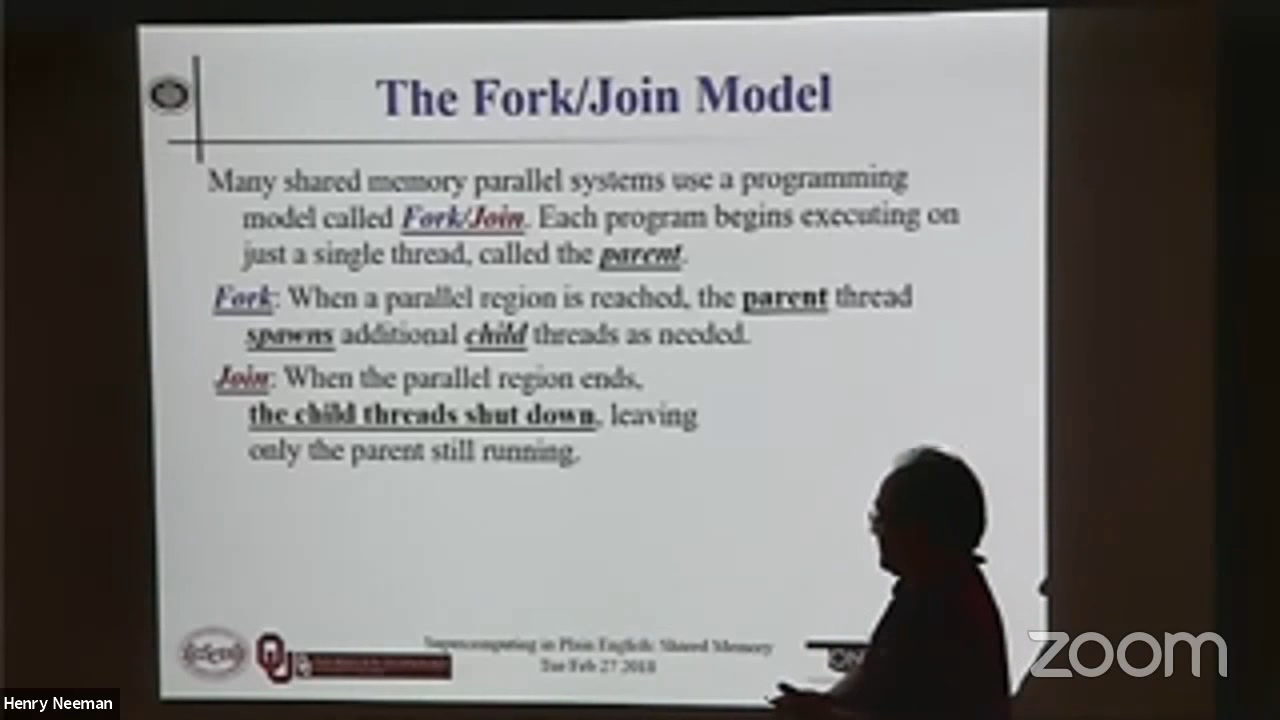 The Fork/Join Model
Many shared memory parallel systems use a programming
model called Fork/Join. Each program begins executing on
just a single thread, called the parent.
Fork: When a parallel region is reached, the parent thread
spawns additional child threads as needed.
Join: When the parallel region ends,
the child threads shut down, leaving
only the parent still running.
Supercomputing in Plain English: Shared Memory
Tue Feb 27 2018
zoom
Henry Neeman